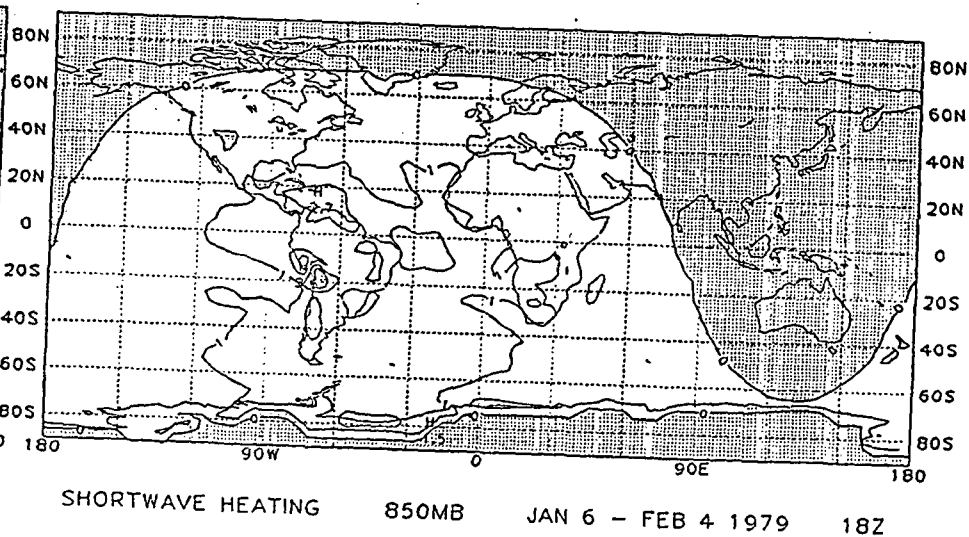 80N 80N
60N 60N
40N 40N
20N 20N
0 0
20S 20S
40S 40S
60S 60S
80S 80S
180 90W 0 90E 180
SHORTWAVE HEATING 850MB JAN 6 - FEB 4 1979 18Z